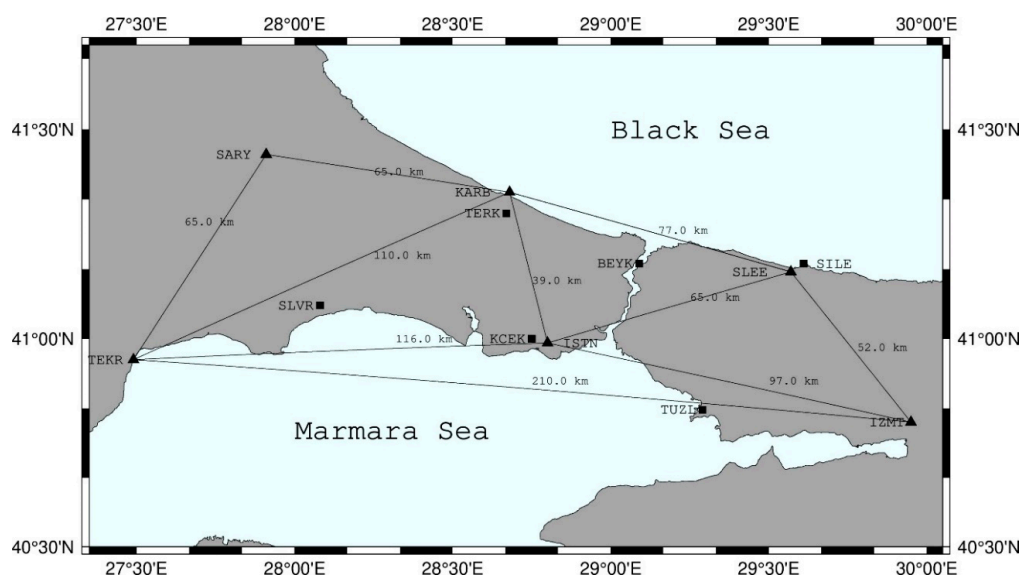 27°30'E 28°00'E 28°30'E 29°00'E 29°30'E 30°00'E
41°30'N 41°30'N
Black Sea
SARY
65.0 km
KARB
TERK
65.0 km
77.0 km
110.0 km
BEYK
SLEE
SILE
39.0 km
65.0 km
SLVR
41°00'N 41°00'N
116.0 km
KCEK
ISTN
TEKR
52.0 km
210.0 km
97.0 km
TUZL
IZMT
Marmara Sea
40°30'N 40°30'N
27°30'E 28°00'E 28°30'E 29°00'E 29°30'E 30°00'E